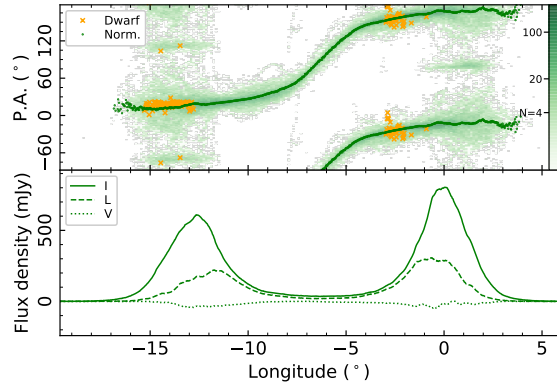 Dwarf
Norm.
P.A. (°)
180
120
60
0
−60
100
20
N=4
I
L
V
Flux density (mJy)
500
0
−15
−10
−5
0
5
Longitude (°)